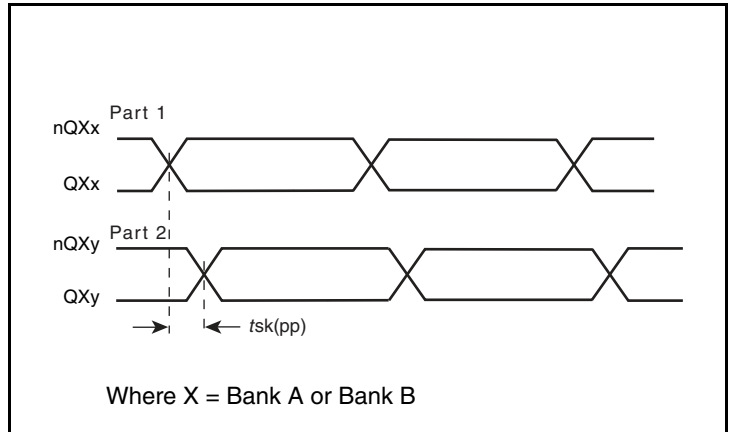 Part 1
nQXx
QXx
Part 2
nQXy
QXy
tsk(pp)
Where X = Bank A or Bank B